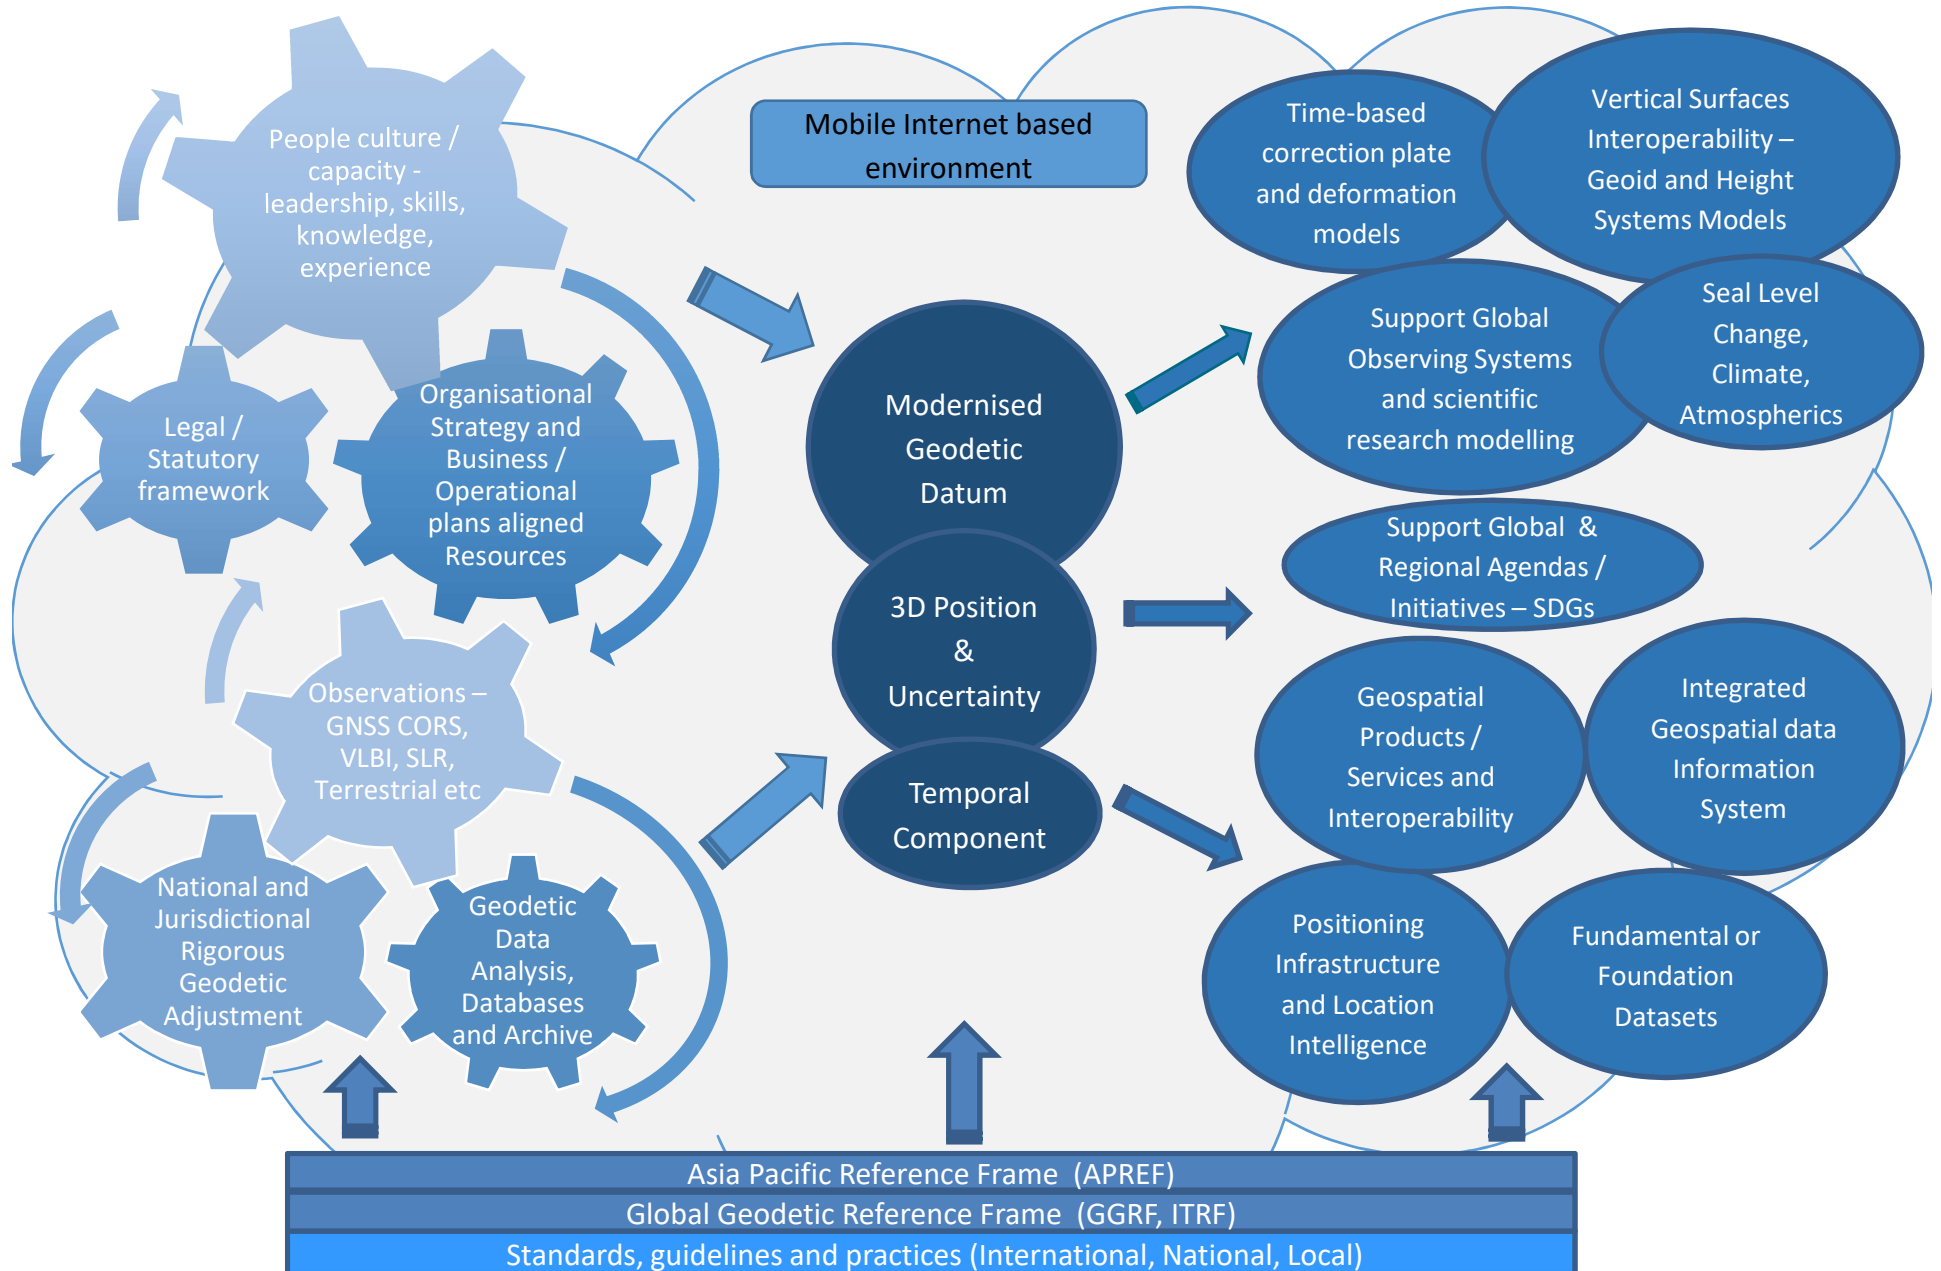 Mobile Internet based
environment
People culture /
capacity -
leadership, skills,
knowledge,
experience
Legal /
Statutory
framework
Organisational
Strategy and
Business /
Operational
plans aligned
Resources
Observations –
GNSS CORS,
VLBI, SLR,
Terrestrial etc
National and
Jurisdictional
Rigorous
Geodetic
Adjustment
Geodetic
Data
Analysis,
Databases
and Archive
Modernised
Geodetic
Datum
3D Position
&
Uncertainty
Temporal
Component
Time-based
correction plate
and deformation
models
Vertical Surfaces
Interoperability –
Geoid and Height
Systems Models
Support Global
Observing Systems
and scientific
research modelling
Seal Level
Change,
Climate,
Atmospherics
Support Global  &
Regional Agendas /
Initiatives – SDGs
Geospatial
Products /
Services and
Interoperability
Integrated
Geospatial data
Information
System
Positioning
Infrastructure
and Location
Intelligence
Fundamental or
Foundation
Datasets
Asia Pacific Reference Frame  (APREF)
Global Geodetic Reference Frame  (GGRF, ITRF)
Standards, guidelines and practices (International, National, Local)